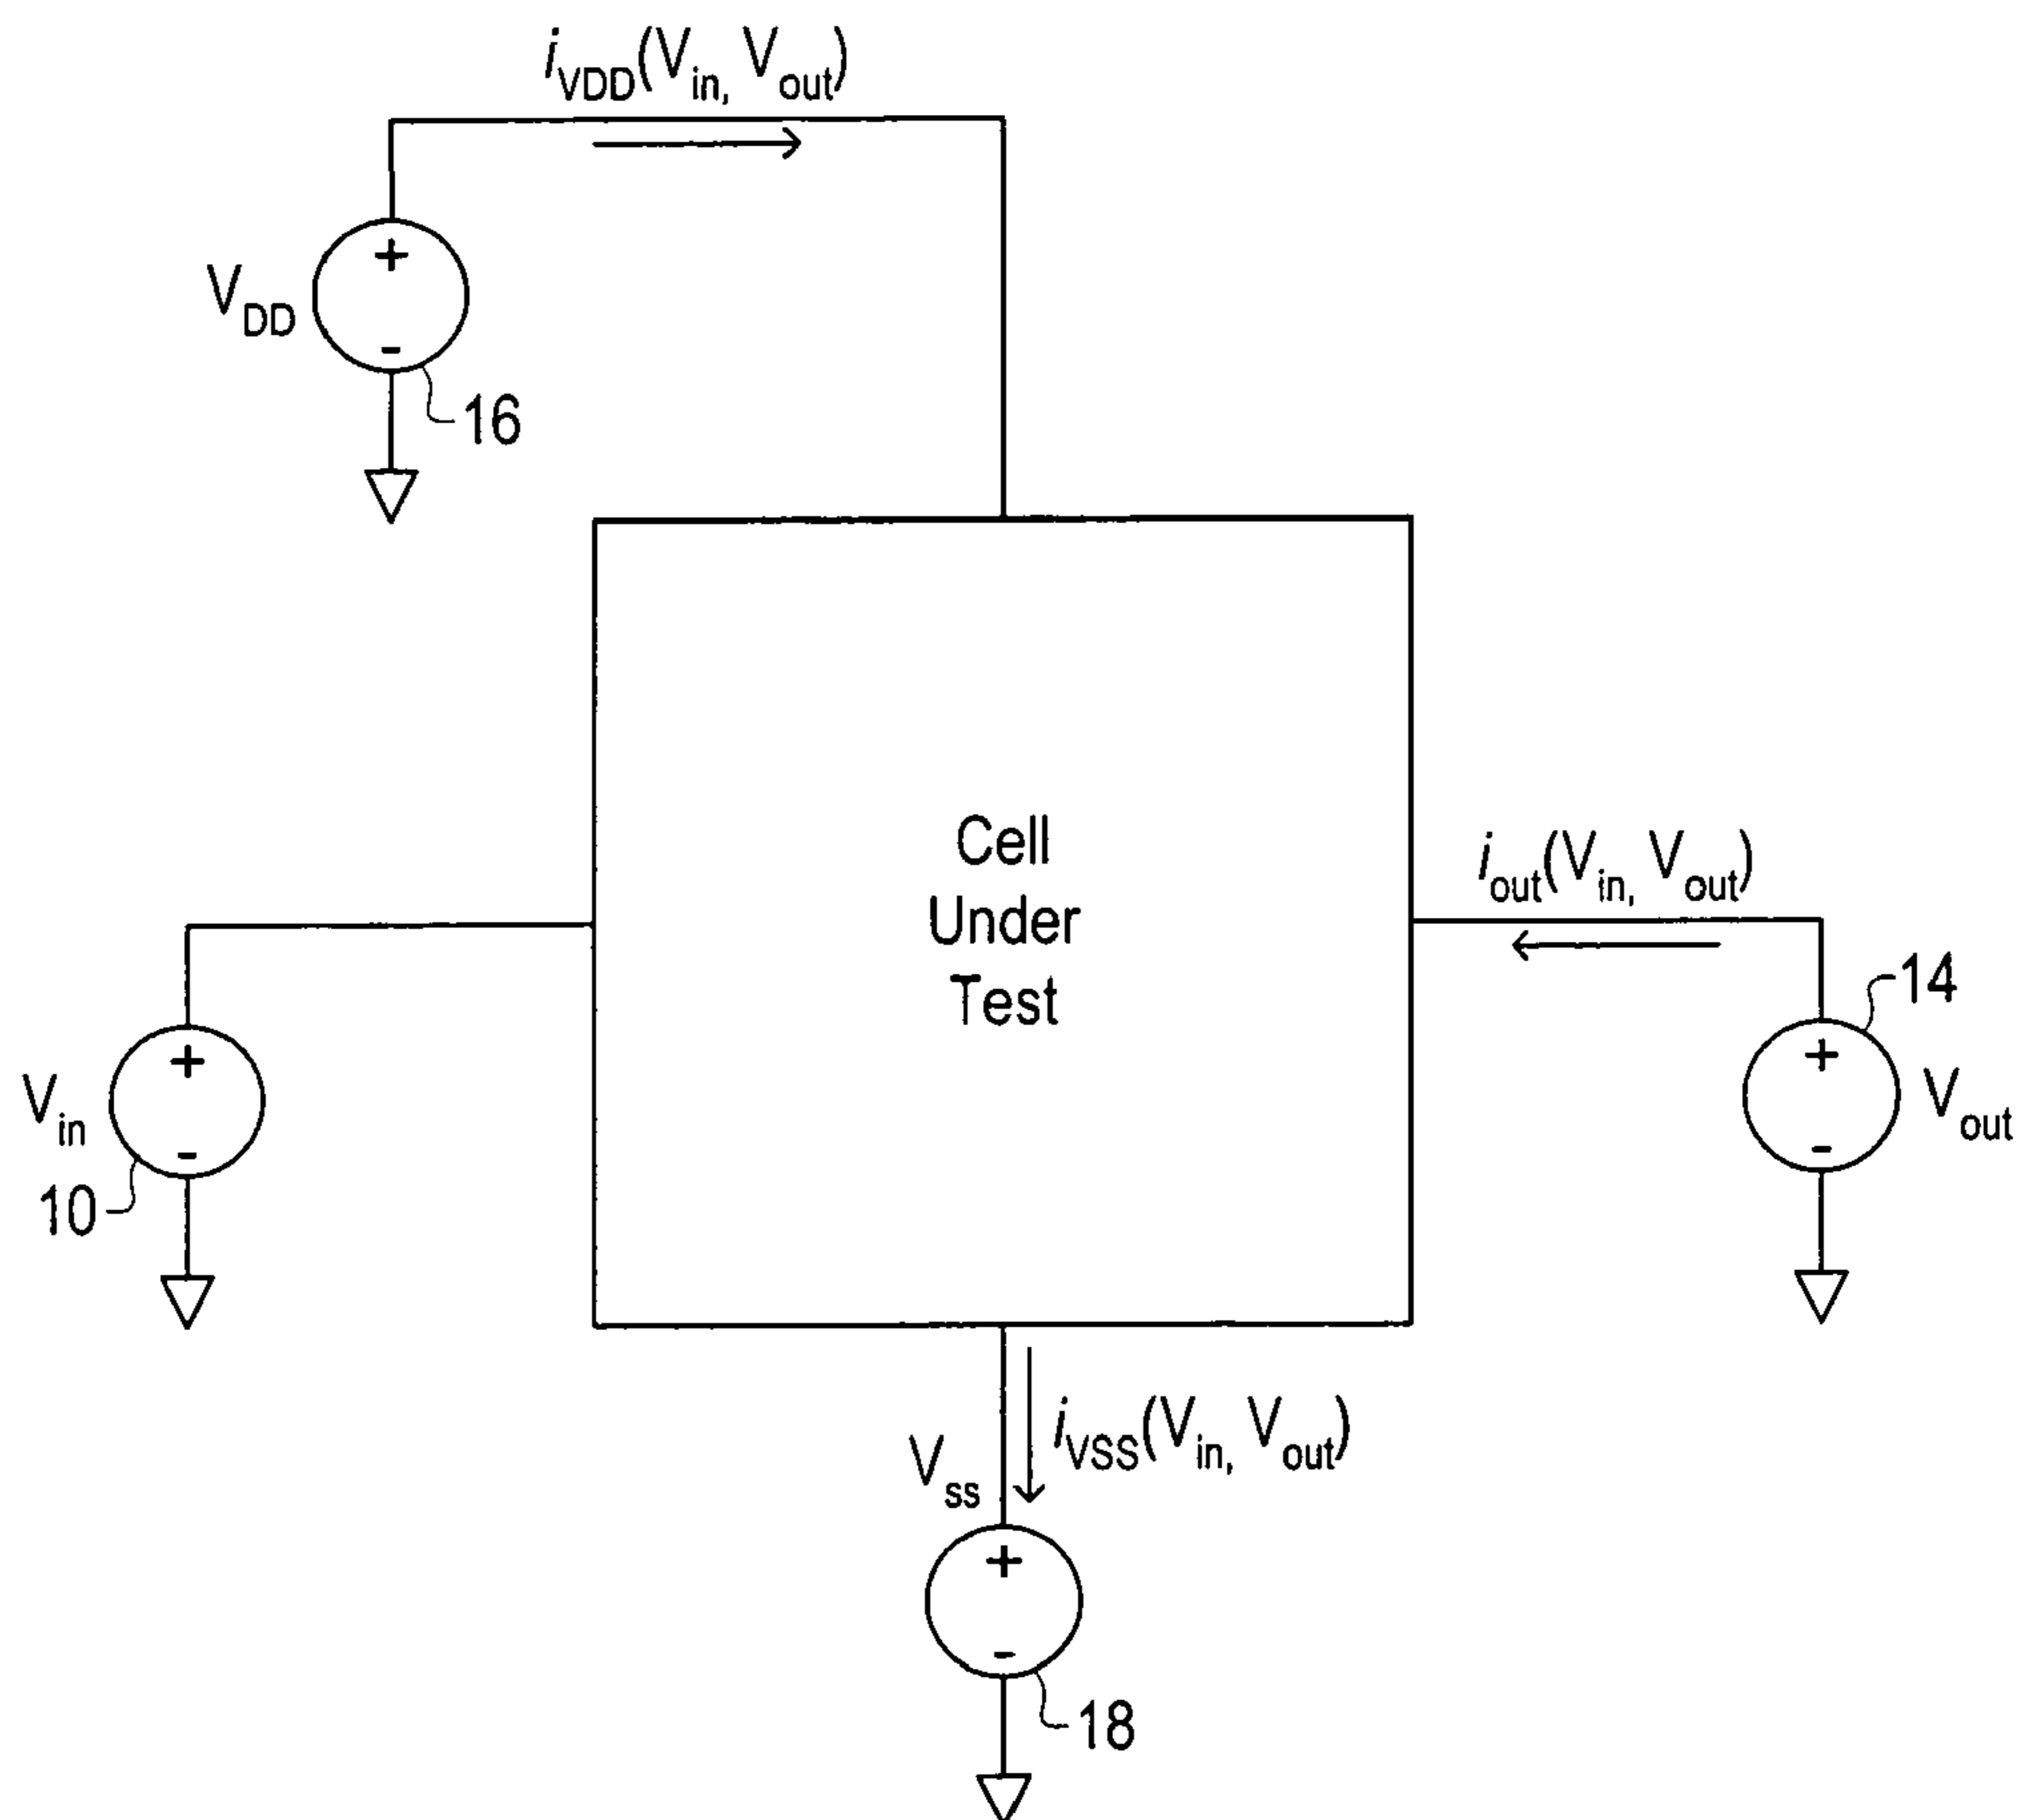 iVDD(Vin, Vout)
+
VDD
-
16
Cell
Under
Test
iout(Vin, Vout)
14
+
Vin
-
10
+
Vout
-
Vss
iVSS(Vin, Vout)
+
-
18